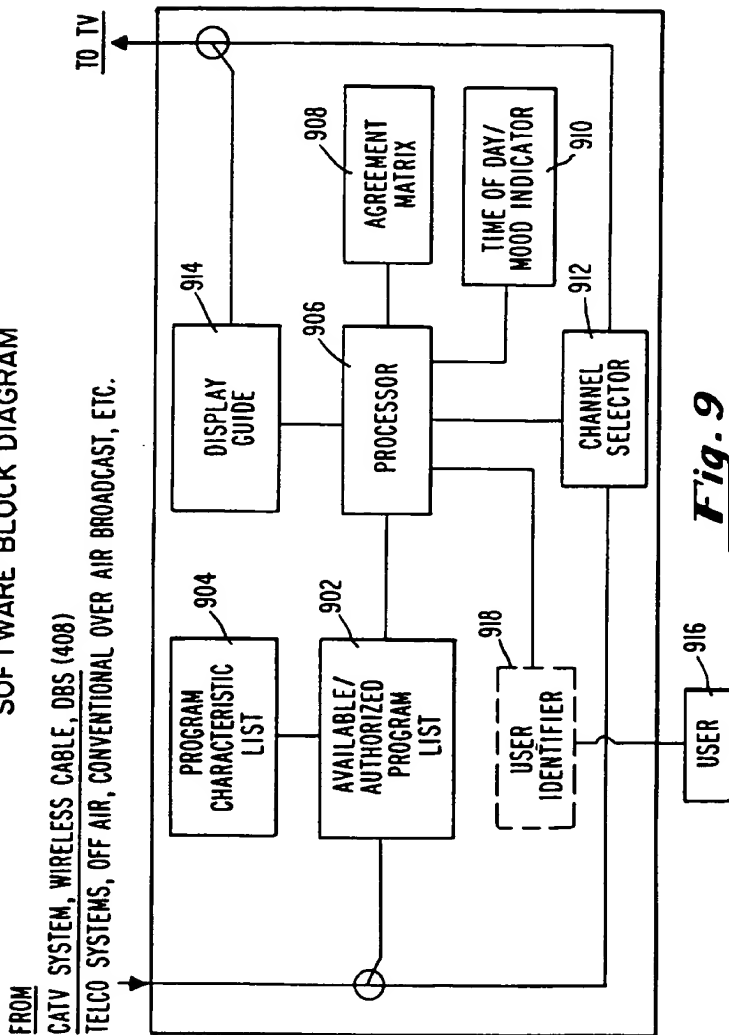 SOFTWARE BLOCK DIAGRAM
FROM
CATV SYSTEM, WIRELESS CABLE, DBS (408)
TELCO SYSTEMS, OFF AIR, CONVENTIONAL OVER AIR BROADCAST, ETC.
TO TV
904
PROGRAM
CHARACTERISTIC
LIST
914
DISPLAY
GUIDE
902
AVAILABLE/
AUTHORIZED
PROGRAM
LIST
906
PROCESSOR
908
AGREEMENT
MATRIX
918
USER
IDENTIFIER
TIME OF DAY/
MOOD INDICATOR
910
912
CHANNEL
SELECTOR
916
USER
Fig. 9